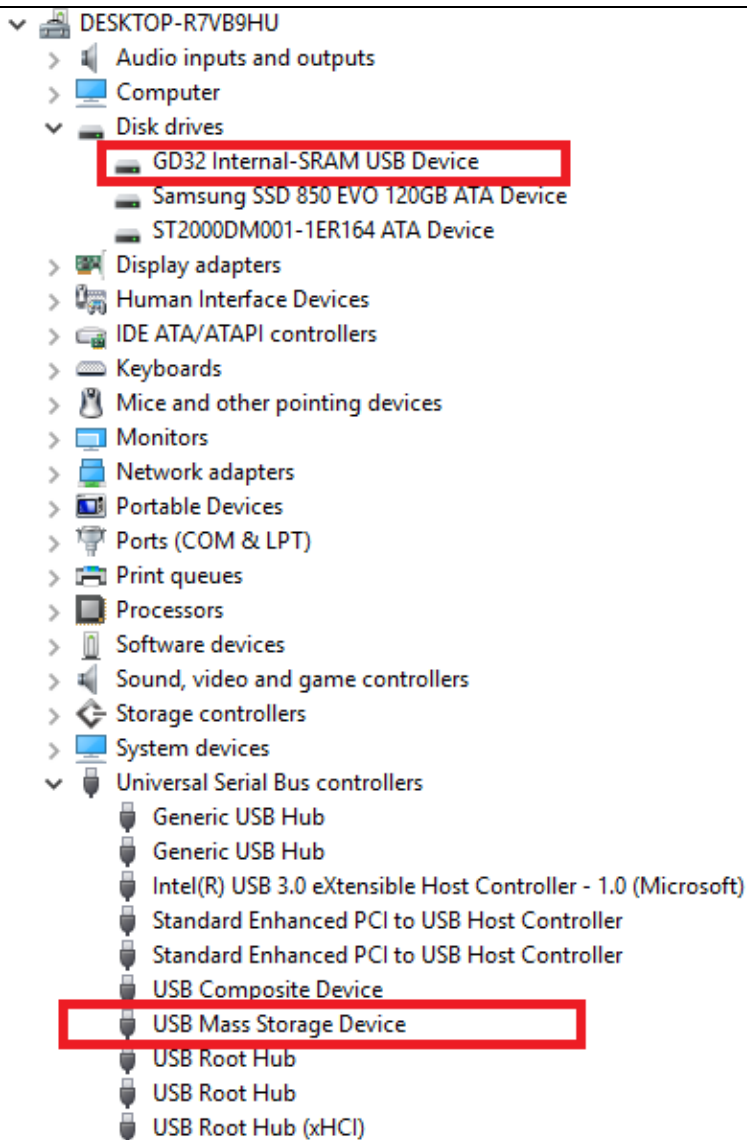 DESKTOP-R7VB9HU
Audio inputs and outputs
Computer
Disk drives
GD32 Internal-SRAM USB Device
Samsung SSD 850 EVO 120GB ATA Device
ST2000DM001-1ER164 ATA Device
Display adapters
Human Interface Devices
IDE ATA/ATAPI controllers
Keyboards
Mice and other pointing devices
Monitors
Network adapters
Portable Devices
Ports (COM & LPT)
Print queues
Processors
Software devices
Sound, video and game controllers
Storage controllers
System devices
Universal Serial Bus controllers
Generic USB Hub
Generic USB Hub
Intel(R) USB 3.0 eXtensible Host Controller - 1.0 (Microsoft)
Standard Enhanced PCI to USB Host Controller
Standard Enhanced PCI to USB Host Controller
USB Composite Device
USB Mass Storage Device
USB Root Hub
USB Root Hub
USB Root Hub (xHCI)